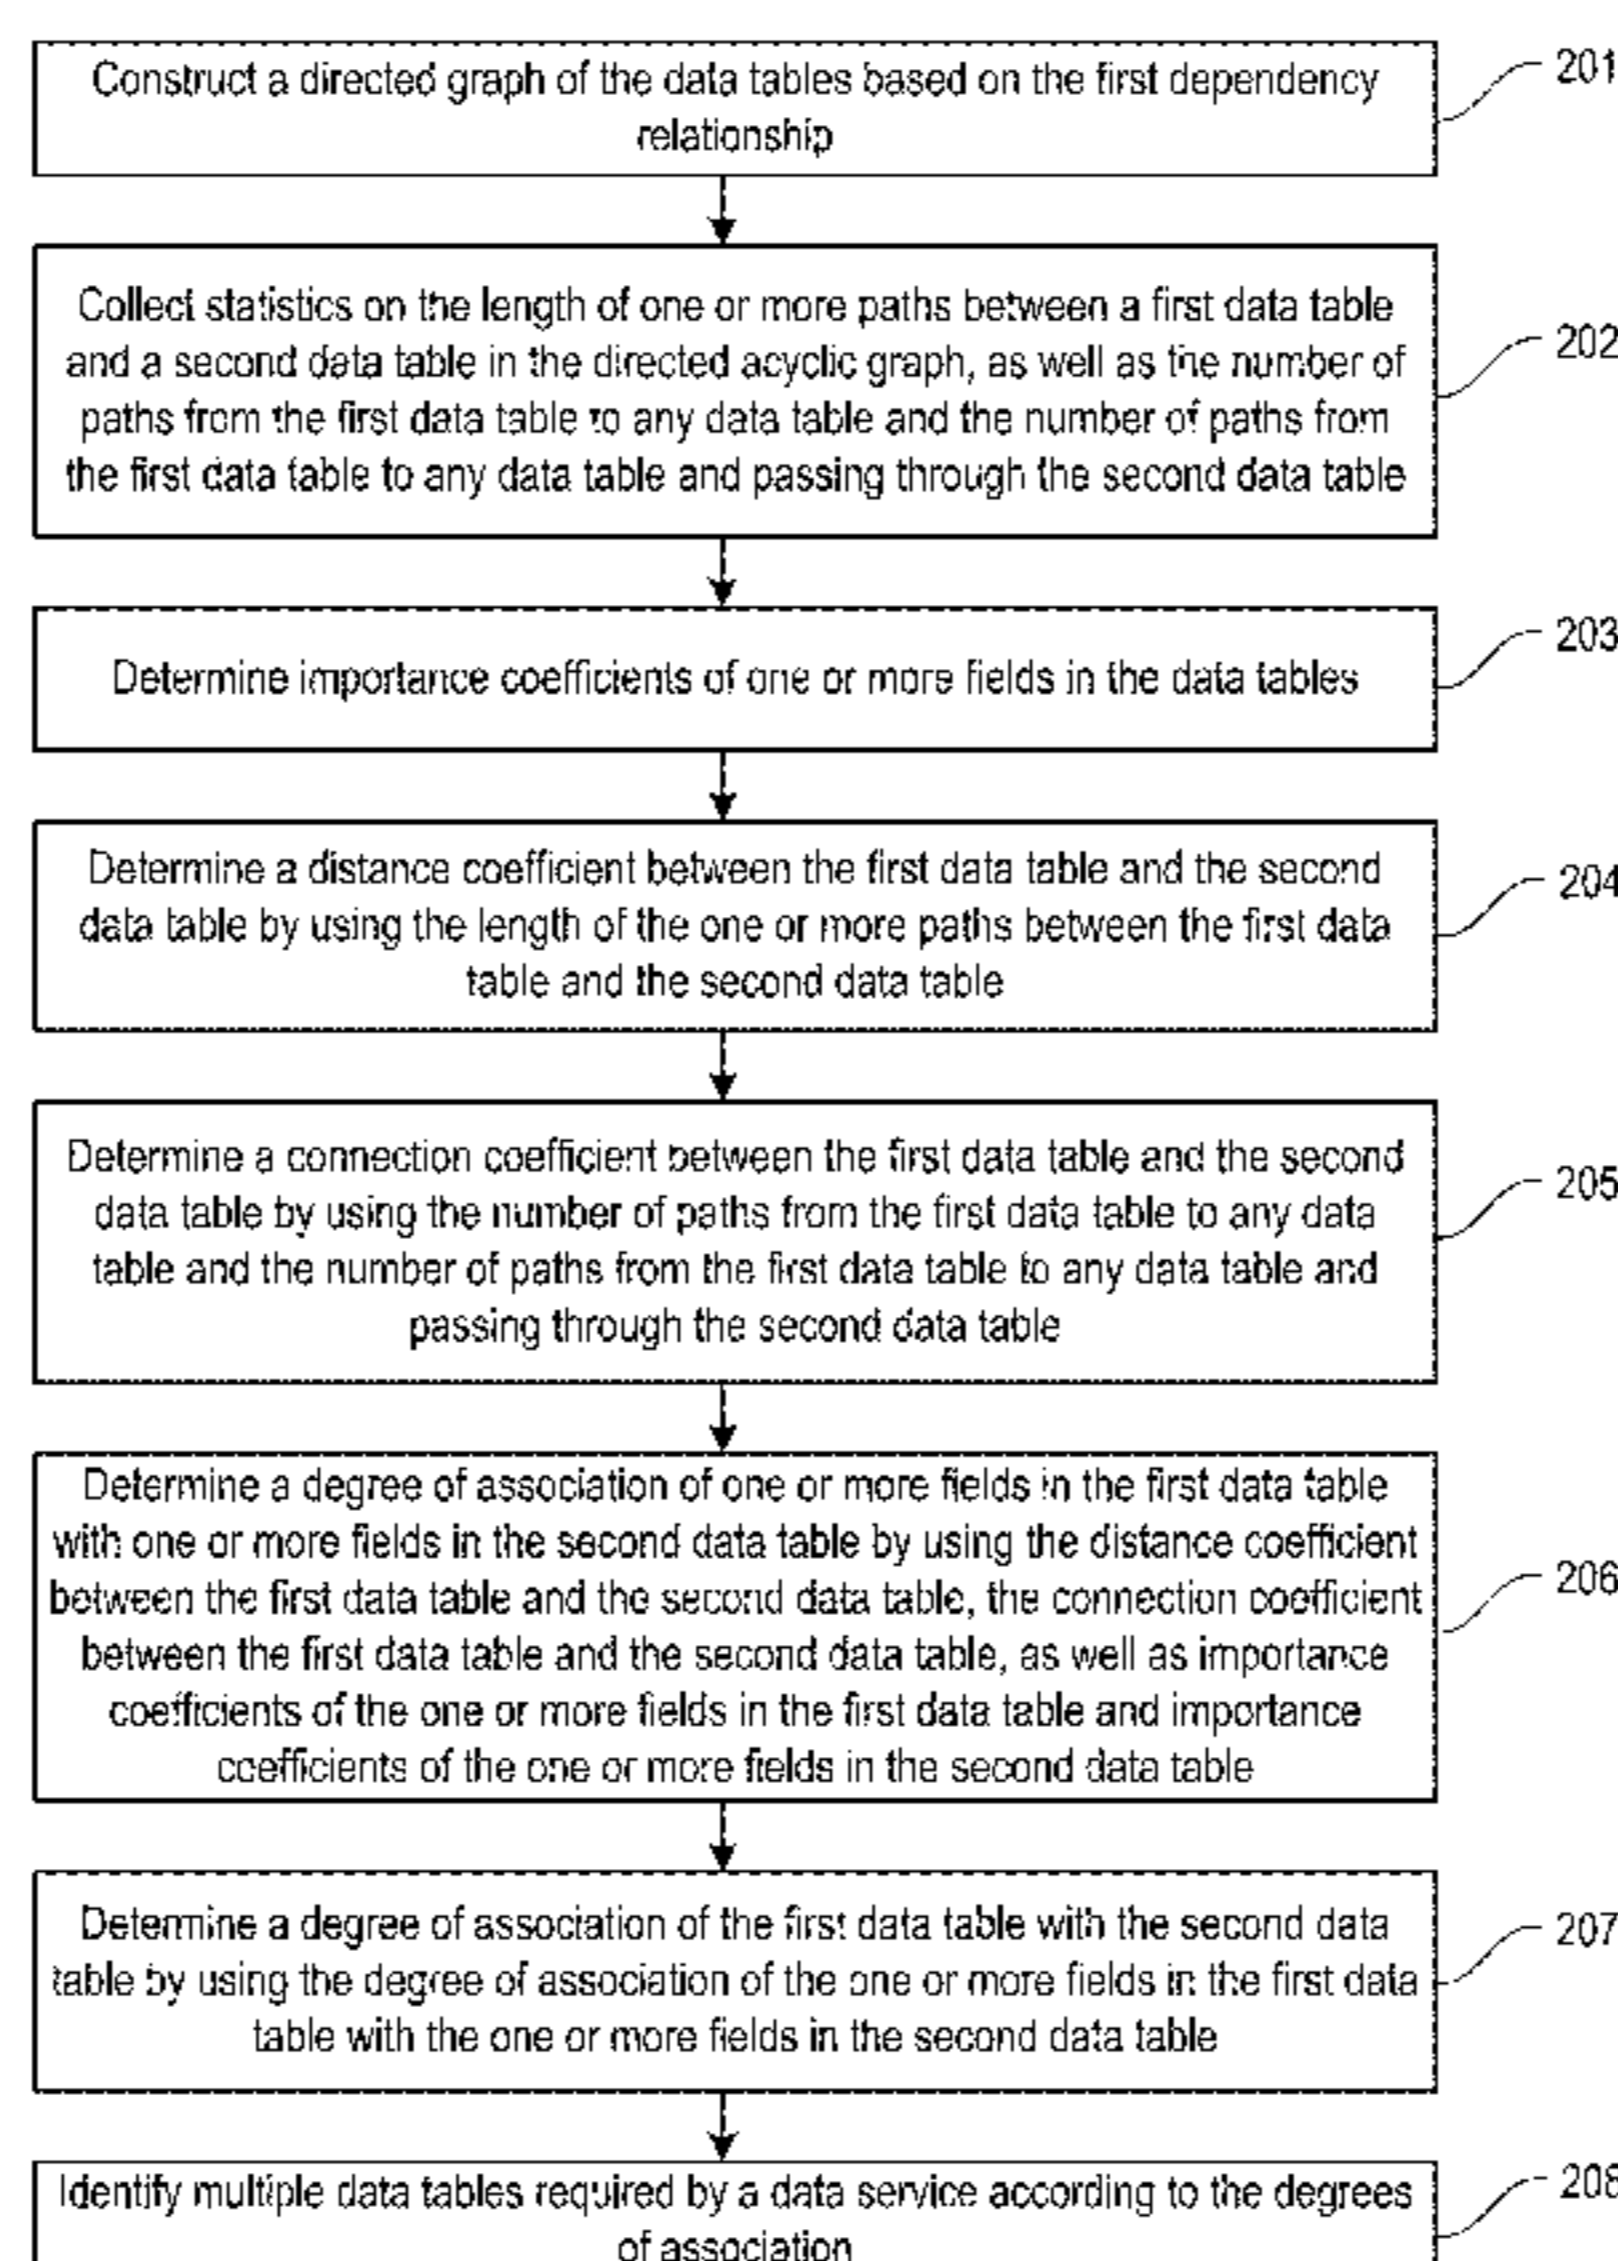 Construct a directed graph of the data tables based on the first dependency
relationship
201
Collect statistics on the length of one or more paths between a first data table
and a second data table in the directed acyclic graph, as well as the number of
paths from the first data table to any data table and the number of paths from
the first data table to any data table and passing through the second data table
202
Determine importance coefficients of one or more fields in the data tables
203
Determine a distance coefficient between the first data table and the second
data table by using the length of the one or more paths between the first data
table and the second data table
204
Determine a connection coefficient between the first data table and the second
data table by using the number of paths from the first data table to any data
table and the number of paths from the first data table to any data table and
passing through the second data table
205
Determine a degree of association of one or more fields in the first data table
with one or more fields in the second data table by using the distance coefficient
between the first data table and the second data table, the connection coefficient
between the first data table and the second data table, as well as importance
coefficients of the one or more fields in the first data table and importance
coefficients of the one or more fields in the second data table
206
Determine a degree of association of the first data table with the second data
table by using the degree of association of the one or more fields in the first data
table with the one or more fields in the second data table
207
Identify multiple data tables required by a data service according to the degrees
of association
208